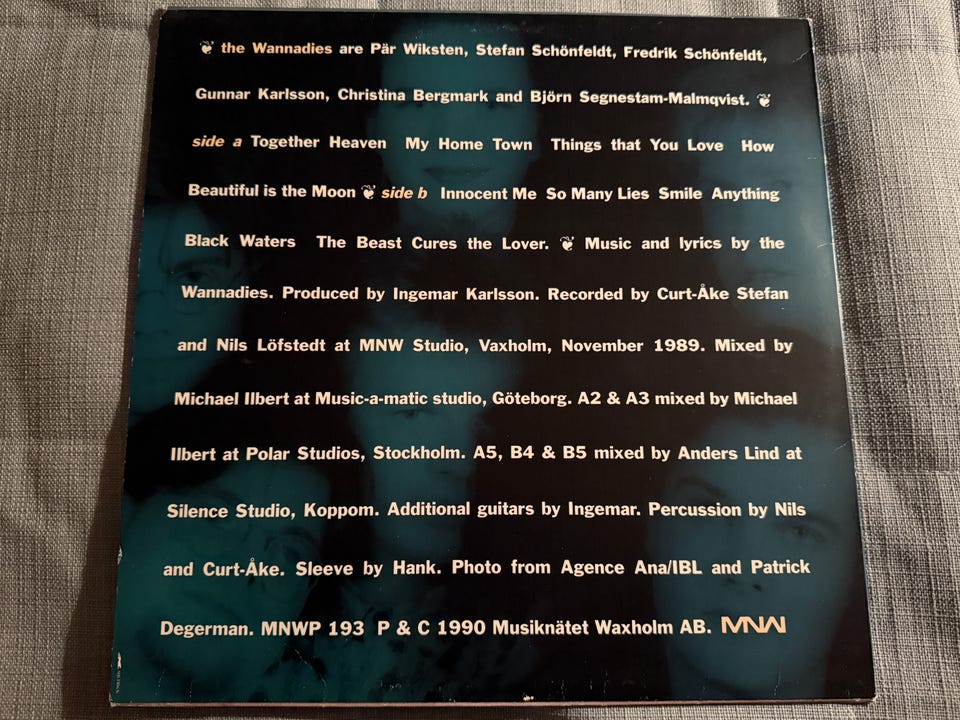 ❦ the Wannadies are Pär Wiksten, Stefan Schönfeldt, Fredrik Schönfeldt,
Gunnar Karlsson, Christina Bergmark and Björn Segnestam-Malmqvist. ❦
side a Together Heaven My Home Town Things that You Love How
Beautiful is the Moon ❦ side b Innocent Me So Many Lies Smile Anything
Black Waters The Beast Cures the Lover. ❦ Music and lyrics by the
Wannadies. Produced by Ingemar Karlsson. Recorded by Curt-Åke Stefan
and Nils Löfstedt at MNW Studio, Vaxholm, November 1989. Mixed by
Michael Ilbert at Music-a-matic studio, Göteborg. A2 & A3 mixed by Michael
Ilbert at Polar Studios, Stockholm. A5, B4 & B5 mixed by Anders Lind at
Silence Studio, Koppom. Additional guitars by Ingemar. Percussion by Nils
and Curt-Åke. Sleeve by Hank. Photo from Agence Ana/IBL and Patrick
Degerman. MNWP 193 P & C 1990 Musiknätet Waxholm AB. MNW